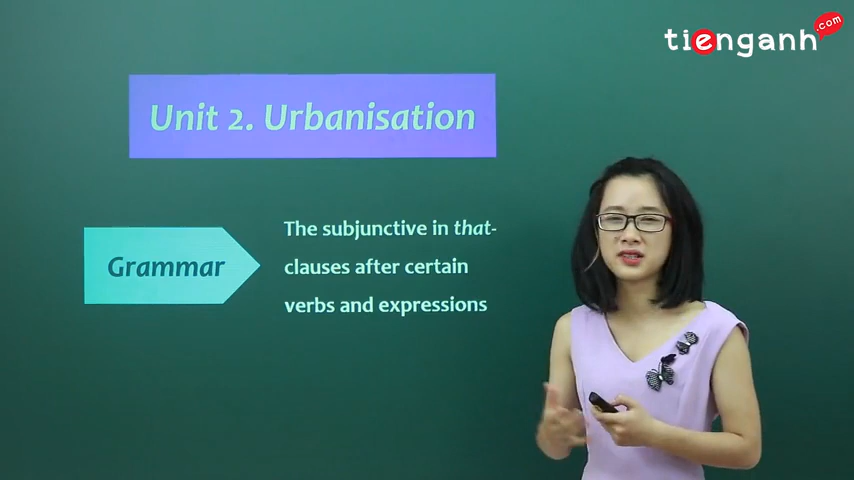 tienganh.com
Unit 2. Urbanisation
Grammar
The subjunctive in that-
clauses after certain
verbs and expressions